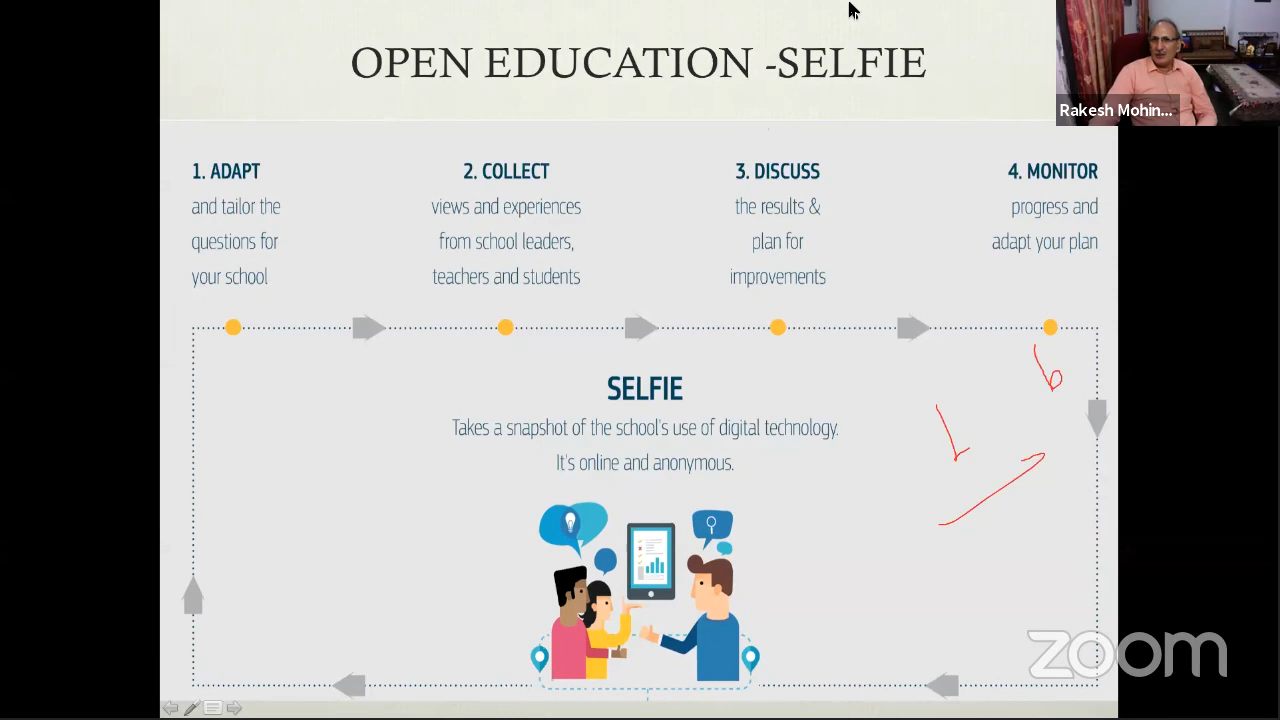 OPEN EDUCATION -SELFIE
Rakesh Mohin...
1. ADAPT
and tailor the
questions for
your school
2. COLLECT
views and experiences
from school leaders,
teachers and students
3. DISCUSS
the results &
plan for
improvements
4. MONITOR
progress and
adapt your plan
SELFIE
Takes a snapshot of the school's use of digital technology.
It's online and anonymous.
zoom